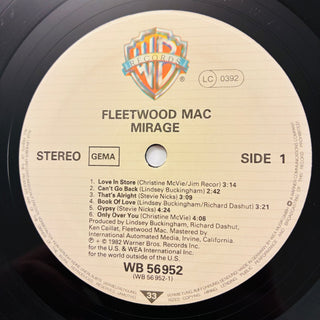 WB
RECORDS
LC 0392
FLEETWOOD MAC
MIRAGE
STEREO GEMA SIDE 1
1. Love In Store (Christine McVie/Jim Recor) 3:14
2. Can't Go Back (Lindsey Buckingham) 2:42
3. That's Alright (Stevie Nicks) 3:09
4. Book Of Love (Lindsey Buckingham/Richard Dashut) 3:21
5. Gypsy (Stevie Nicks) 4:24
6. Only Over You (Christine McVie) 4:08
Produced by Lindsey Buckingham, Richard Dashut,
Ken Caillat, Fleetwood Mac, Mastered by
International Automated Media, Irvine, California.
℗ + © 1982 Warner Bros. Records Inc. for
the U.S. & WEA International Inc. for
the world outside of the U.S.
WB 56 952
(WB 56 952-1)
33